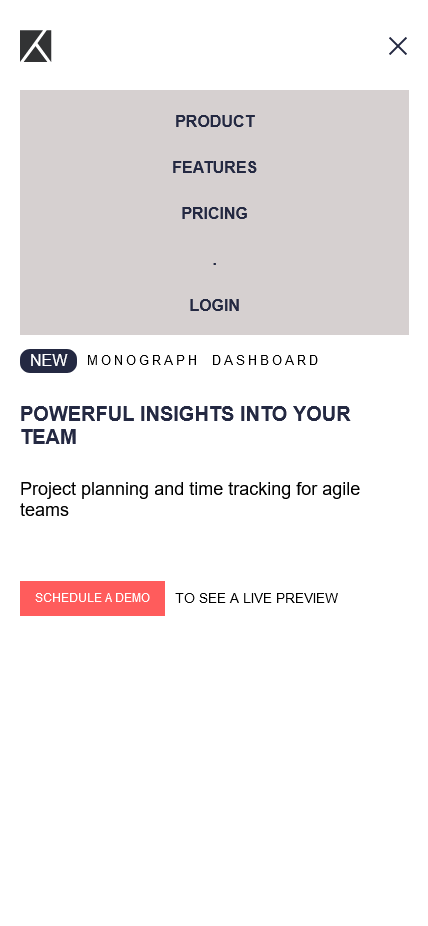 PRODUCT
FEATURES
PRICING
.
LOGIN
NEW MONOGRAPH DASHBOARD
POWERFUL INSIGHTS INTO YOUR
TEAM
Project planning and time tracking for agile
teams
SCHEDULE A DEMO TO SEE A LIVE PREVIEW